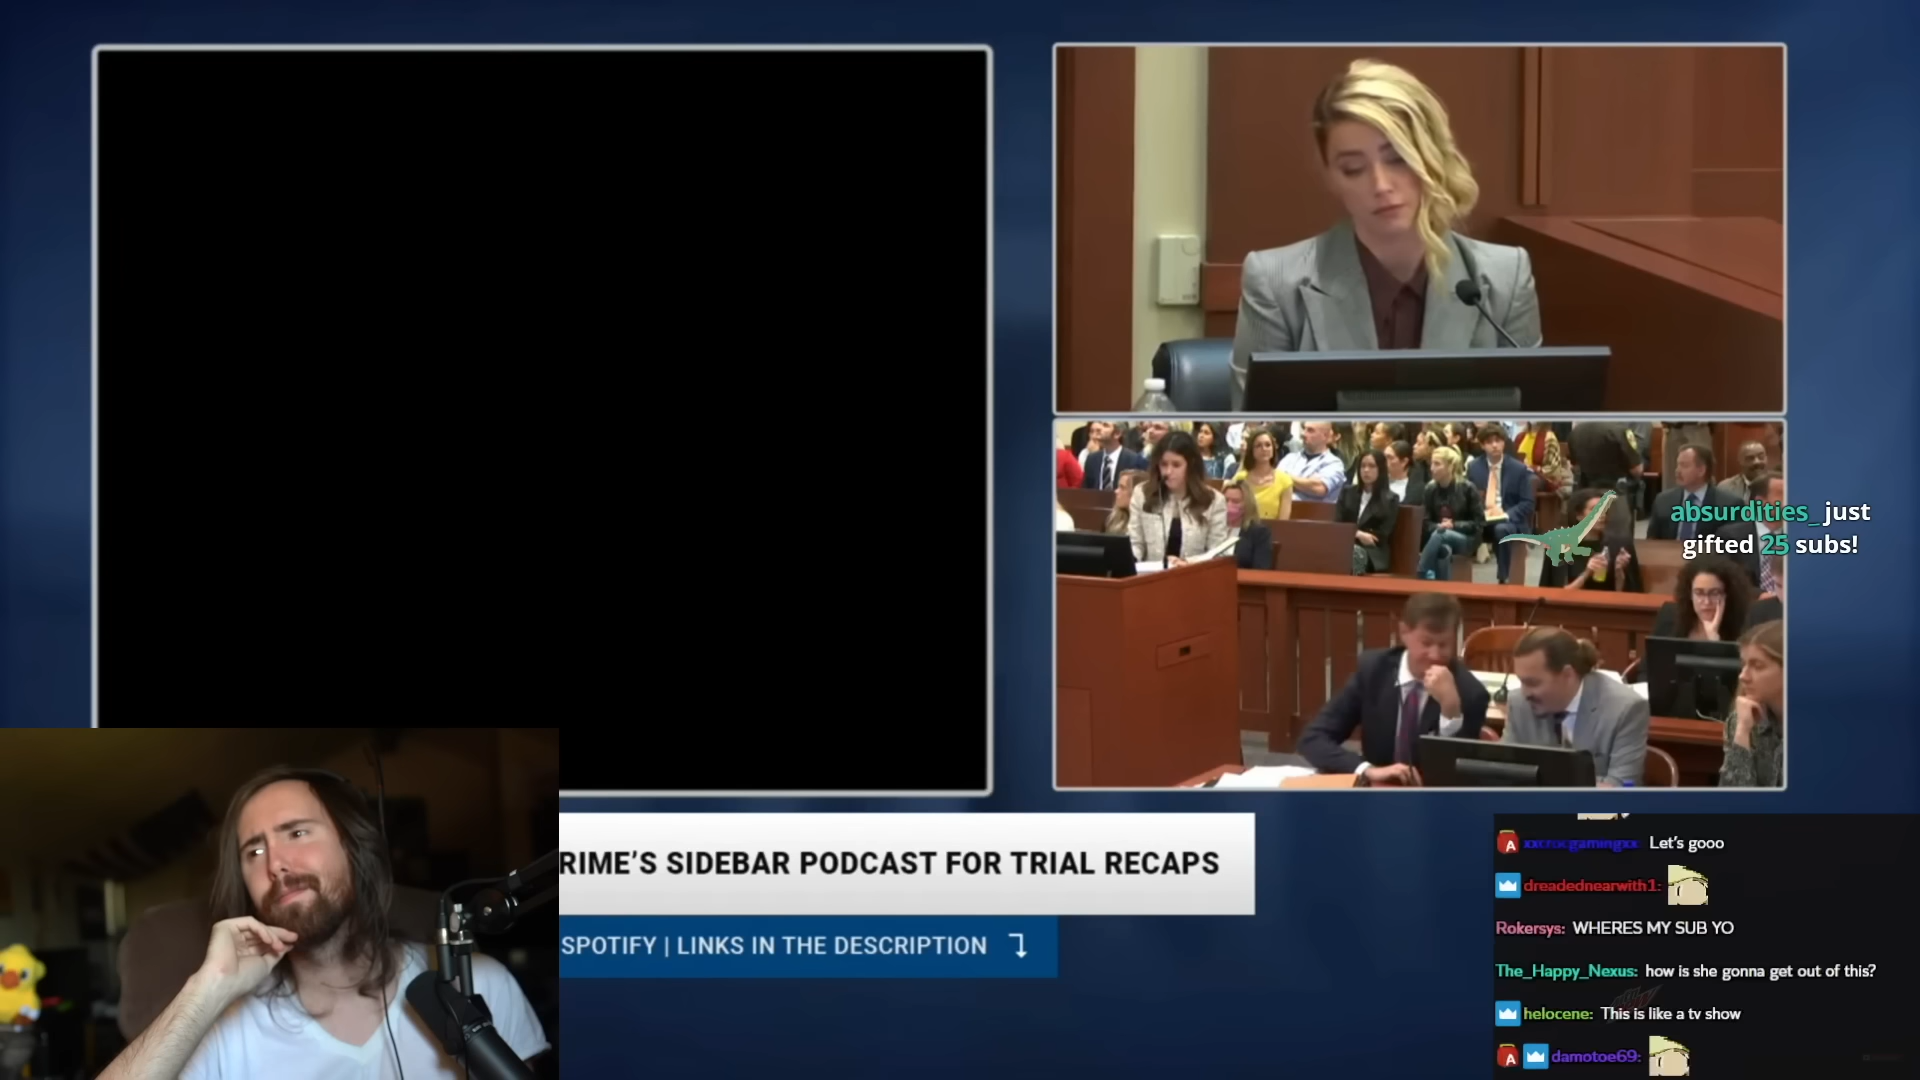 absurdities_ just
gifted 25 subs!
RIME’S SIDEBAR PODCAST FOR TRIAL RECAPS
SPOTIFY | LINKS IN THE DESCRIPTION
xxcrocgamingxx: Let’s gooo
dreadednearwith1:
Rokersys: WHERES MY SUB YO
The_Happy_Nexus: how is she gonna get out of this?
helocene: This is like a tv show
damotoe69: